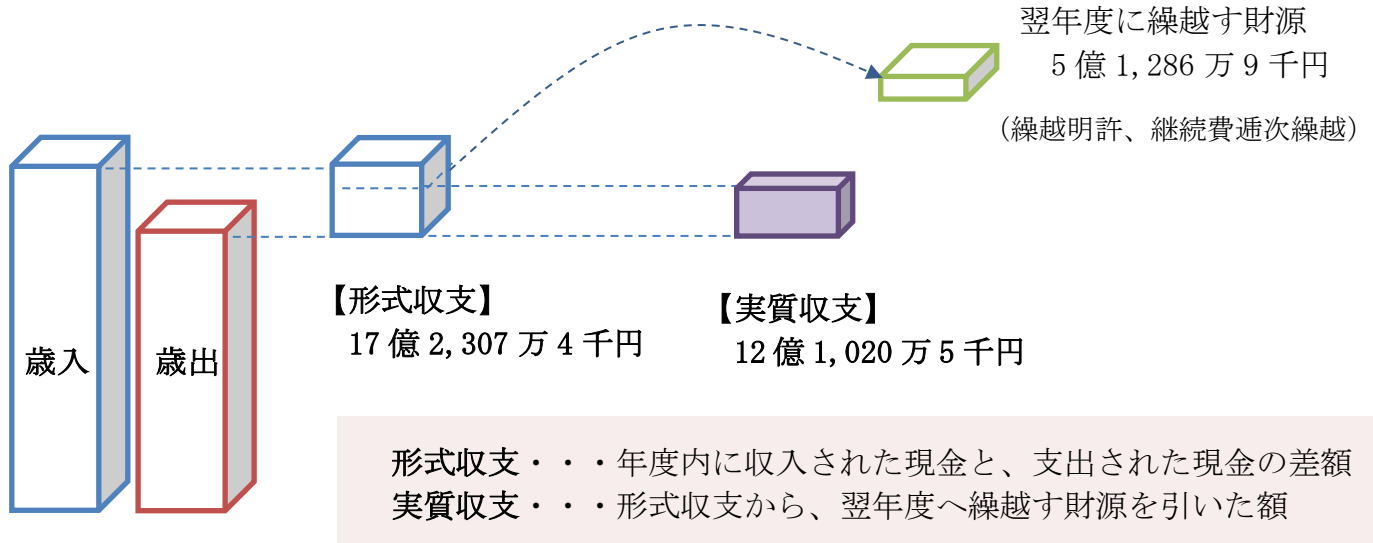 翌年度に繰越す財源
5億1,286万9千円
(繰越明許、継続費逓次繰越)
【形式収支】
17億2,307万4千円
【実質収支】
12億1,020万5千円
歳入
歳出
形式収支・・・年度内に収入された現金と、支出された現金の差額
実質収支・・・形式収支から、翌年度へ繰越す財源を引いた額